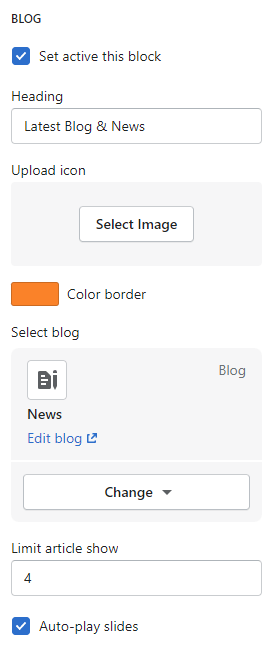 BLOG
Set active this block
Heading
Latest Blog & News
Upload icon
Select Image
Color border
Select blog
Blog
News
Edit blog
Change
Limit article show
4
Auto-play slides